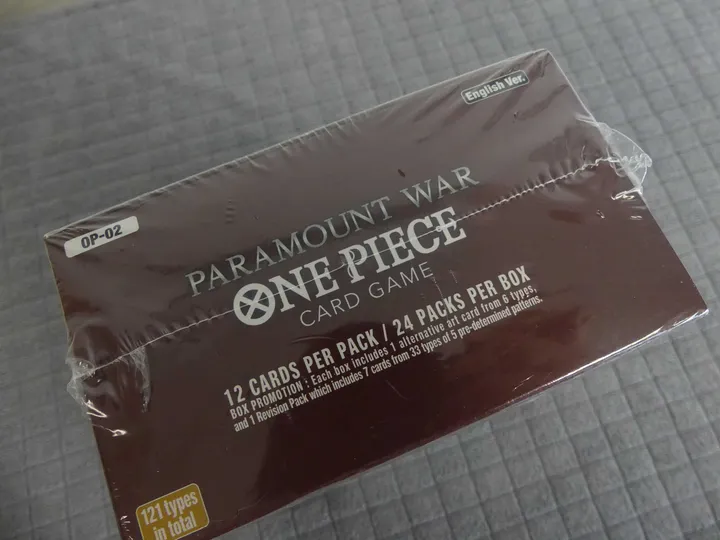 English Ver.
OP-02
PARAMOUNT WAR
ONE PIECE
CARD GAME
12 CARDS PER PACK / 24 PACKS PER BOX
BOX PROMOTION : Each box includes 1 alternative art card from 6 types,
and 1 Revision Pack which includes 7 cards from 33 types of 5 pre-determined patterns.
121 types
in total